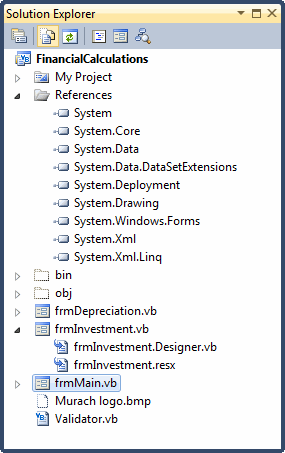 Solution Explorer
FinancialCalculations
My Project
References
System
System.Core
System.Data
System.Data.DataSetExtensions
System.Deployment
System.Drawing
System.Windows.Forms
System.Xml
System.Xml.Linq
bin
obj
frmDepreciation.vb
frmInvestment.vb
frmInvestment.Designer.vb
frmInvestment.resx
frmMain.vb
Murach logo.bmp
Validator.vb